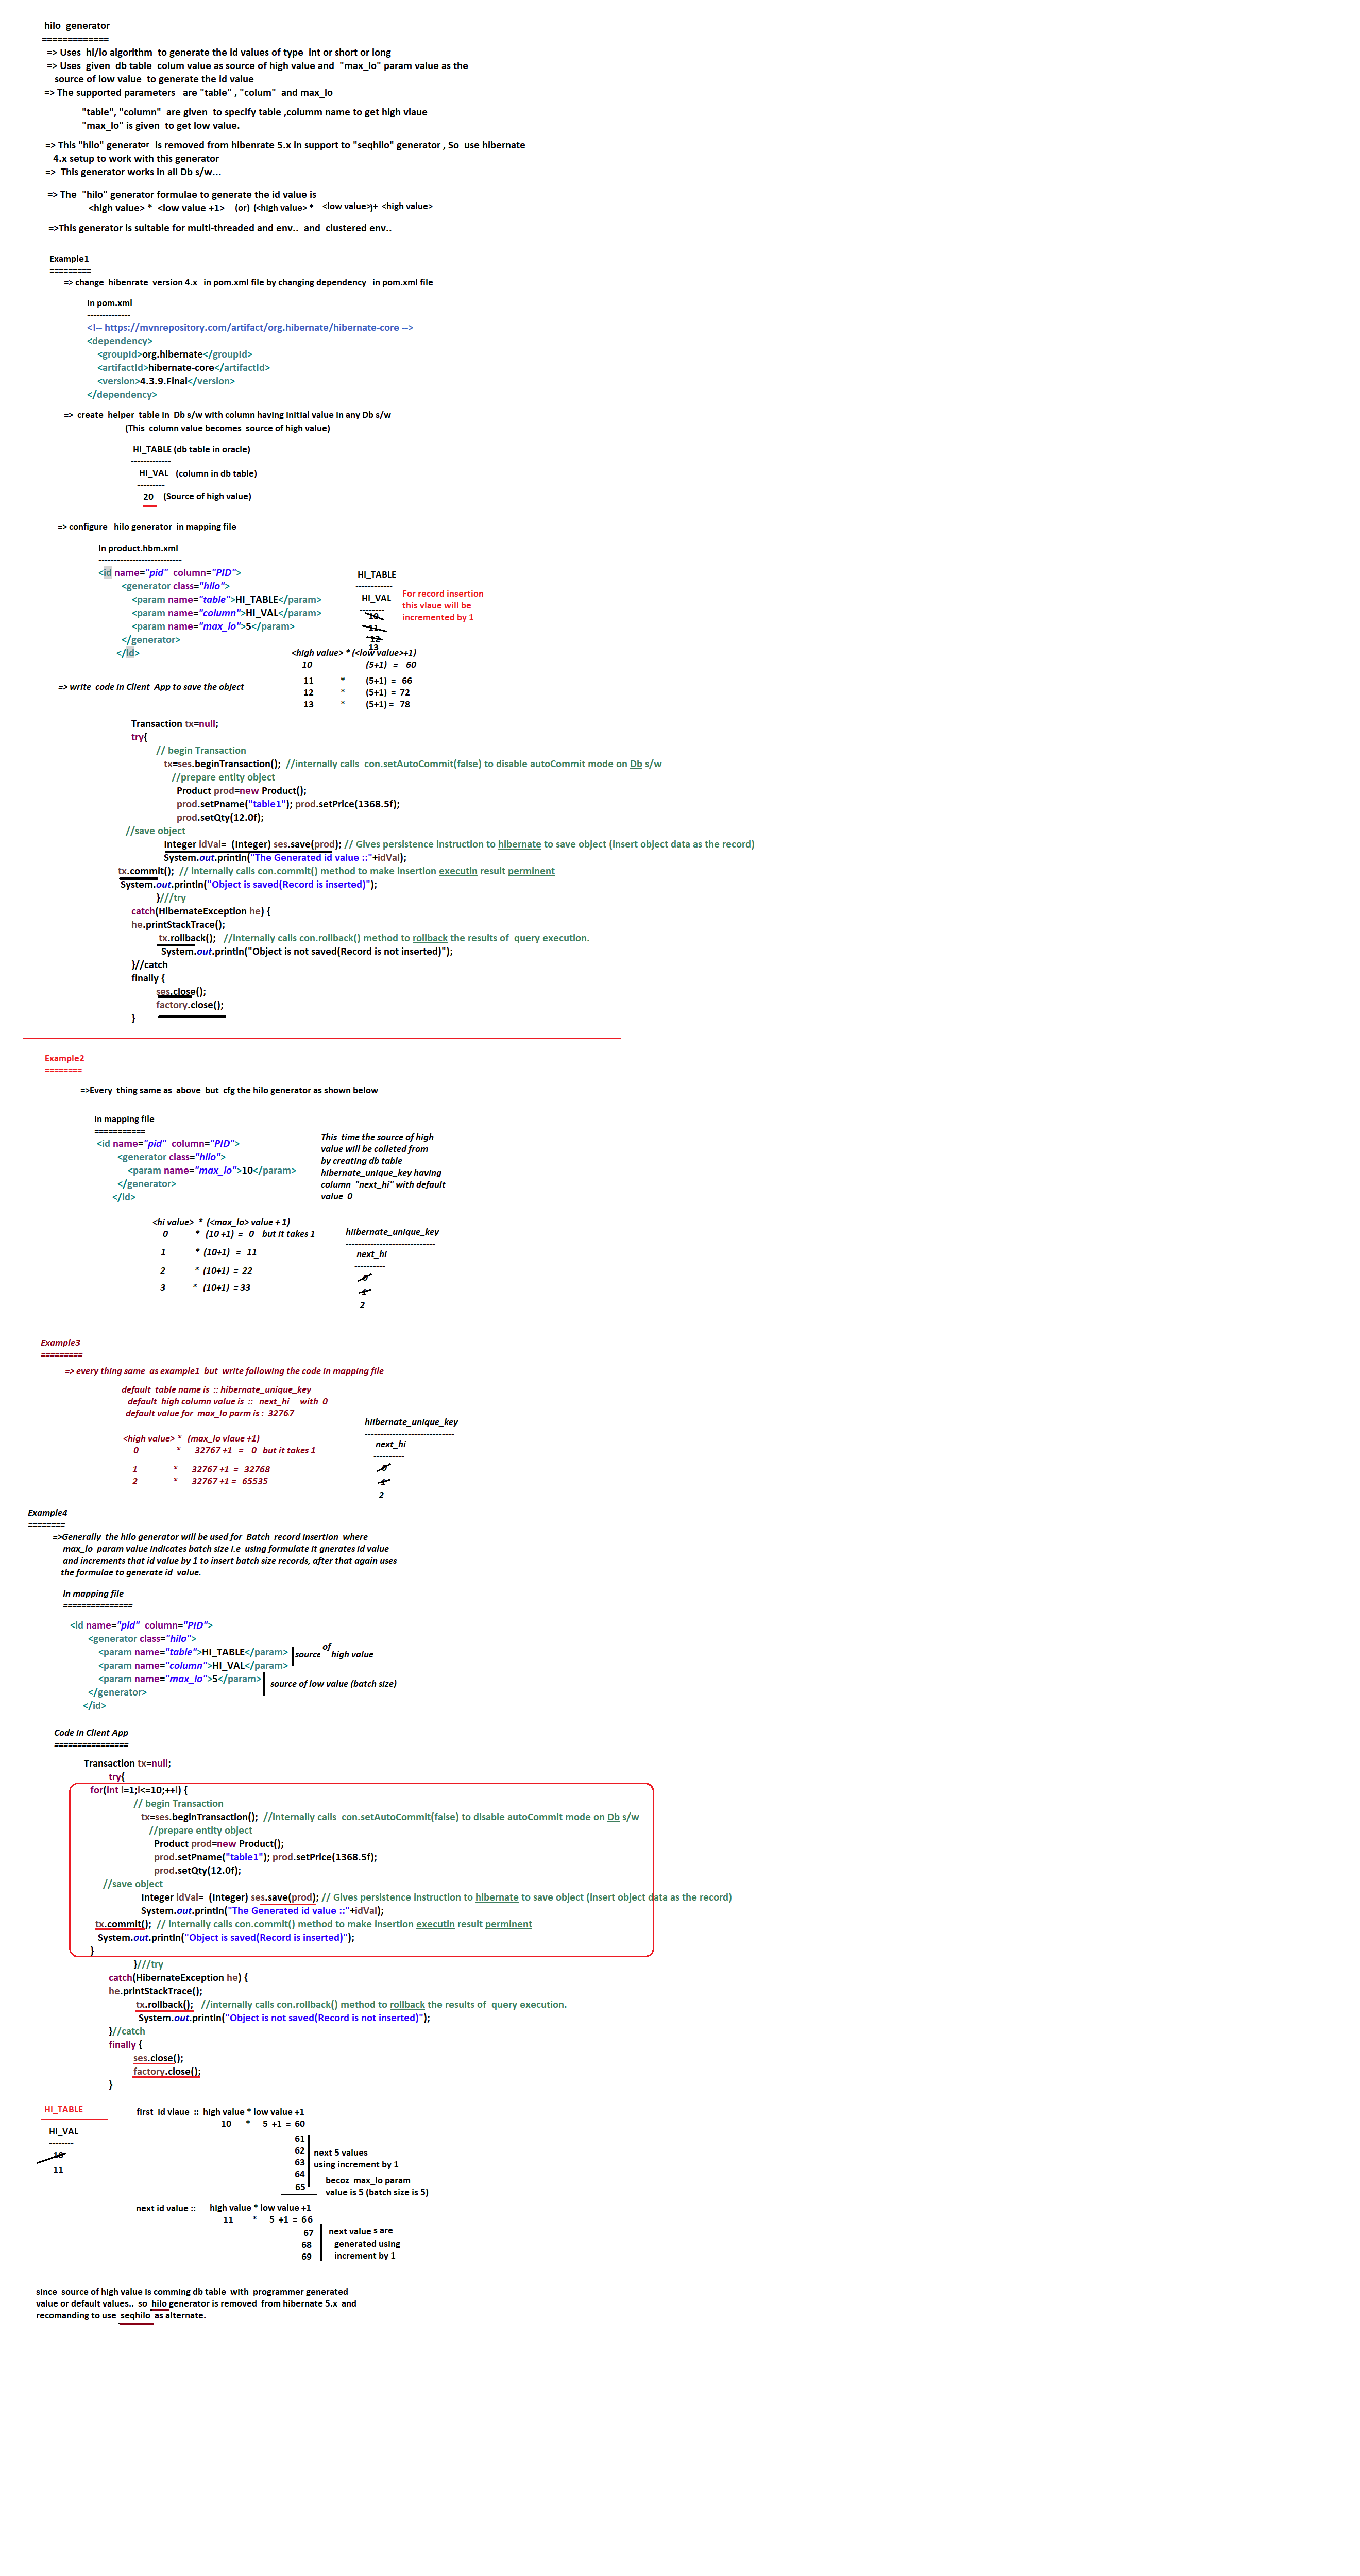 hilo generator
=============
=> Uses hi/lo algorithm to generate the id values of type int or short or long
=> Uses given db table colum value as source of high value and "max_lo" param value as the
source of low value to generate the id value
=> The supported parameters are "table" , "colum" and max_lo
"table", "column" are given to specify table ,columm name to get high vlaue
"max_lo" is given to get low value.
=> This "hilo" generator is removed from hibenrate 5.x in support to "seqhilo" generator , So use hibernate
4.x setup to work with this generator
=> This generator works in all Db s/w...
=> The "hilo" generator formulae to generate the id value is
<high value> * <low value +1> (or) (<high value> * <low value>)+ <high value>
=>This generator is suitable for multi-threaded and env.. and clustered env..
Example1
=========
=> change hibenrate version 4.x in pom.xml file by changing dependency in pom.xml file
In pom.xml
--------------
<!-- https://mvnrepository.com/artifact/org.hibernate/hibernate-core -->
<dependency>
<groupId>org.hibernate</groupId>
<artifactId>hibernate-core</artifactId>
<version>4.3.9.Final</version>
</dependency>
=> create helper table in Db s/w with column having initial value in any Db s/w
(This column value becomes source of high value)
HI_TABLE (db table in oracle)
-------------
HI_VAL (column in db table)
---------
20 (Source of high value)
=> configure hilo generator in mapping file
In product.hbm.xml
---------------------------
<id name="pid" column="PID">
<generator class="hilo">
<param name="table">HI_TABLE</param>
<param name="column">HI_VAL</param>
<param name="max_lo">5</param>
</generator>
</id>
HI_TABLE
------------
HI_VAL
--------
10
11
12
13
For record insertion
this vlaue will be
incremented by 1
<high value> * (<low value>+1)
10 (5+1) = 60
11 * (5+1) = 66
12 * (5+1) = 72
13 * (5+1) = 78
=> write code in Client App to save the object
Transaction tx=null;
try{
// begin Transaction
tx=ses.beginTransaction(); //internally calls con.setAutoCommit(false) to disable autoCommit mode on Db s/w
//prepare entity object
Product prod=new Product();
prod.setPname("table1"); prod.setPrice(1368.5f);
prod.setQty(12.0f);
//save object
Integer idVal= (Integer) ses.save(prod); // Gives persistence instruction to hibernate to save object (insert object data as the record)
System.out.println("The Generated id value ::"+idVal);
tx.commit(); // internally calls con.commit() method to make insertion executin result perminent
System.out.println("Object is saved(Record is inserted)");
}///try
catch(HibernateException he) {
he.printStackTrace();
tx.rollback(); //internally calls con.rollback() method to rollback the results of query execution.
System.out.println("Object is not saved(Record is not inserted)");
}//catch
finally {
ses.close();
factory.close();
}
Example2
========
=>Every thing same as above but cfg the hilo generator as shown below
In mapping file
===========
<id name="pid" column="PID">
<generator class="hilo">
<param name="max_lo">10</param>
</generator>
</id>
This time the source of high
value will be colleted from
by creating db table
hibernate_unique_key having
column "next_hi" with default
value 0
<hi value> * (<max_lo> value + 1)
0 * (10 +1) = 0 but it takes 1
1 * (10+1) = 11
2 * (10+1) = 22
3 * (10+1) = 33
hiibernate_unique_key
-----------------------------
next_hi
----------
0
1
2
Example3
=========
=> every thing same as example1 but write following the code in mapping file
default table name is :: hibernate_unique_key
default high column value is :: next_hi with 0
default value for max_lo parm is : 32767
<high value> * (max_lo vlaue +1)
0 * 32767 +1 = 0 but it takes 1
1 * 32767 +1 = 32768
2 * 32767 +1 = 65535
hiibernate_unique_key
-----------------------------
next_hi
----------
0
1
2
Example4
========
=>Generally the hilo generator will be used for Batch record Insertion where
max_lo param value indicates batch size i.e using formulate it gnerates id value
and increments that id value by 1 to insert batch size records, after that again uses
the formulae to generate id value.
In mapping file
===============
<id name="pid" column="PID">
<generator class="hilo">
<param name="table">HI_TABLE</param>
<param name="column">HI_VAL</param>
source of high value
<param name="max_lo">5</param>
source of low value (batch size)
</generator>
</id>
Code in Client App
================
Transaction tx=null;
try{
for(int i=1;i<=10;++i) {
// begin Transaction
tx=ses.beginTransaction(); //internally calls con.setAutoCommit(false) to disable autoCommit mode on Db s/w
//prepare entity object
Product prod=new Product();
prod.setPname("table1"); prod.setPrice(1368.5f);
prod.setQty(12.0f);
//save object
Integer idVal= (Integer) ses.save(prod); // Gives persistence instruction to hibernate to save object (insert object data as the record)
System.out.println("The Generated id value ::"+idVal);
tx.commit(); // internally calls con.commit() method to make insertion executin result perminent
System.out.println("Object is saved(Record is inserted)");
}
}///try
catch(HibernateException he) {
he.printStackTrace();
tx.rollback(); //internally calls con.rollback() method to rollback the results of query execution.
System.out.println("Object is not saved(Record is not inserted)");
}//catch
finally {
ses.close();
factory.close();
}
HI_TABLE
HI_VAL
--------
10
11
first id vlaue :: high value * low value +1
10 * 5 +1 = 60
61
62
63
64
65
next 5 values
using increment by 1
becoz max_lo param
value is 5 (batch size is 5)
next id value :: high value * low value +1
11 * 5 +1 = 66
67
68
69
next value s are
generated using
increment by 1
since source of high value is comming db table with programmer generated
value or default values.. so hilo generator is removed from hibernate 5.x and
recomanding to use seqhilo as alternate.